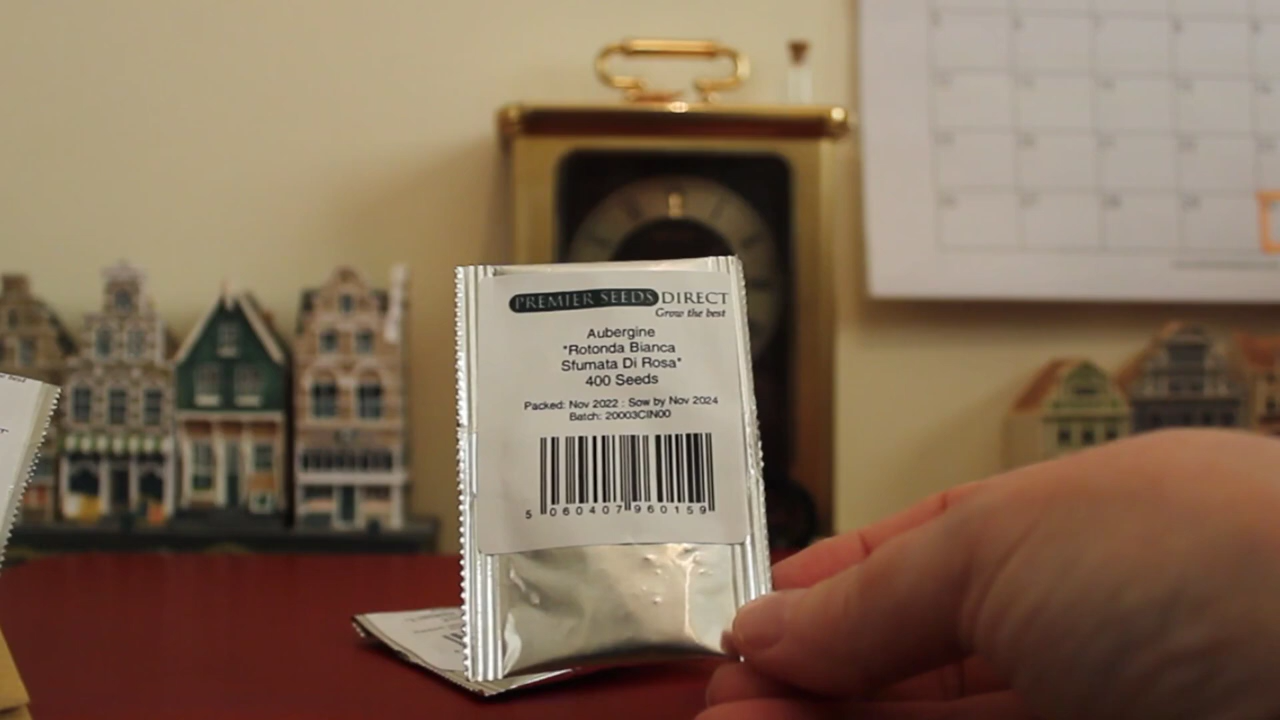 PREMIER SEEDS DIRECT
Grow the best
Aubergine
"Rotonda Bianca
Sfumata Di Rosa"
400 Seeds
Packed: Nov 2022 : Sow by Nov 2024
Batch: 20003CIN00
5 060407 960159